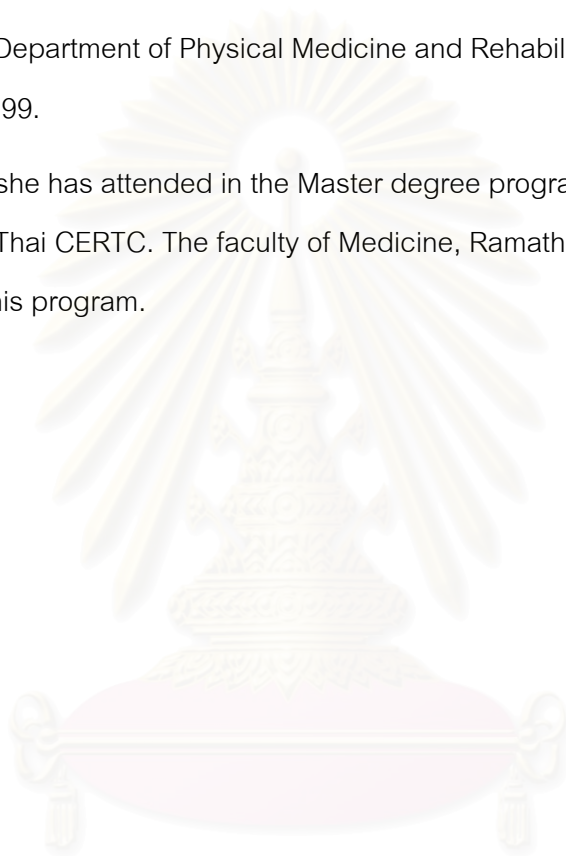 Department of Physical Medicine and Rehabil
99.
she has attended in the Master degree progra
Thai CERTC. The faculty of Medicine, Ramath
is program.